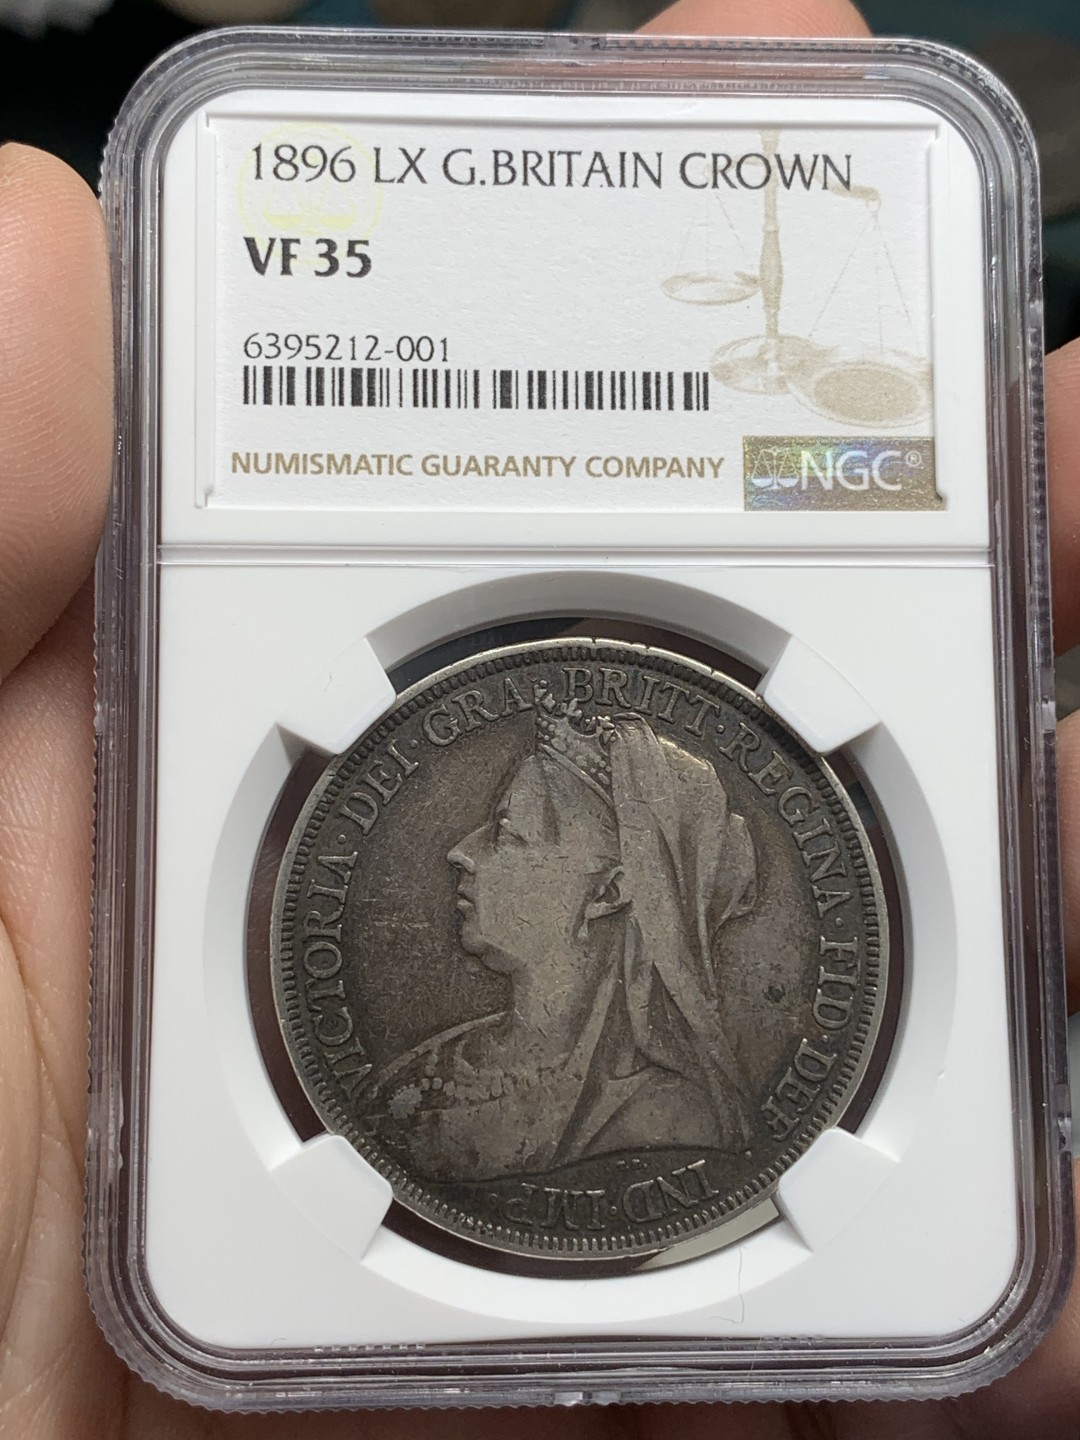 1896 LX G.BRITAIN CROWN
VF 35
6395212-001
NUMISMATIC GUARANTY COMPANY
NGC®
VICTORIA·DEI·GRA·BRITT·REGINA·FID·DEF·
IND·IMP·
T.B.